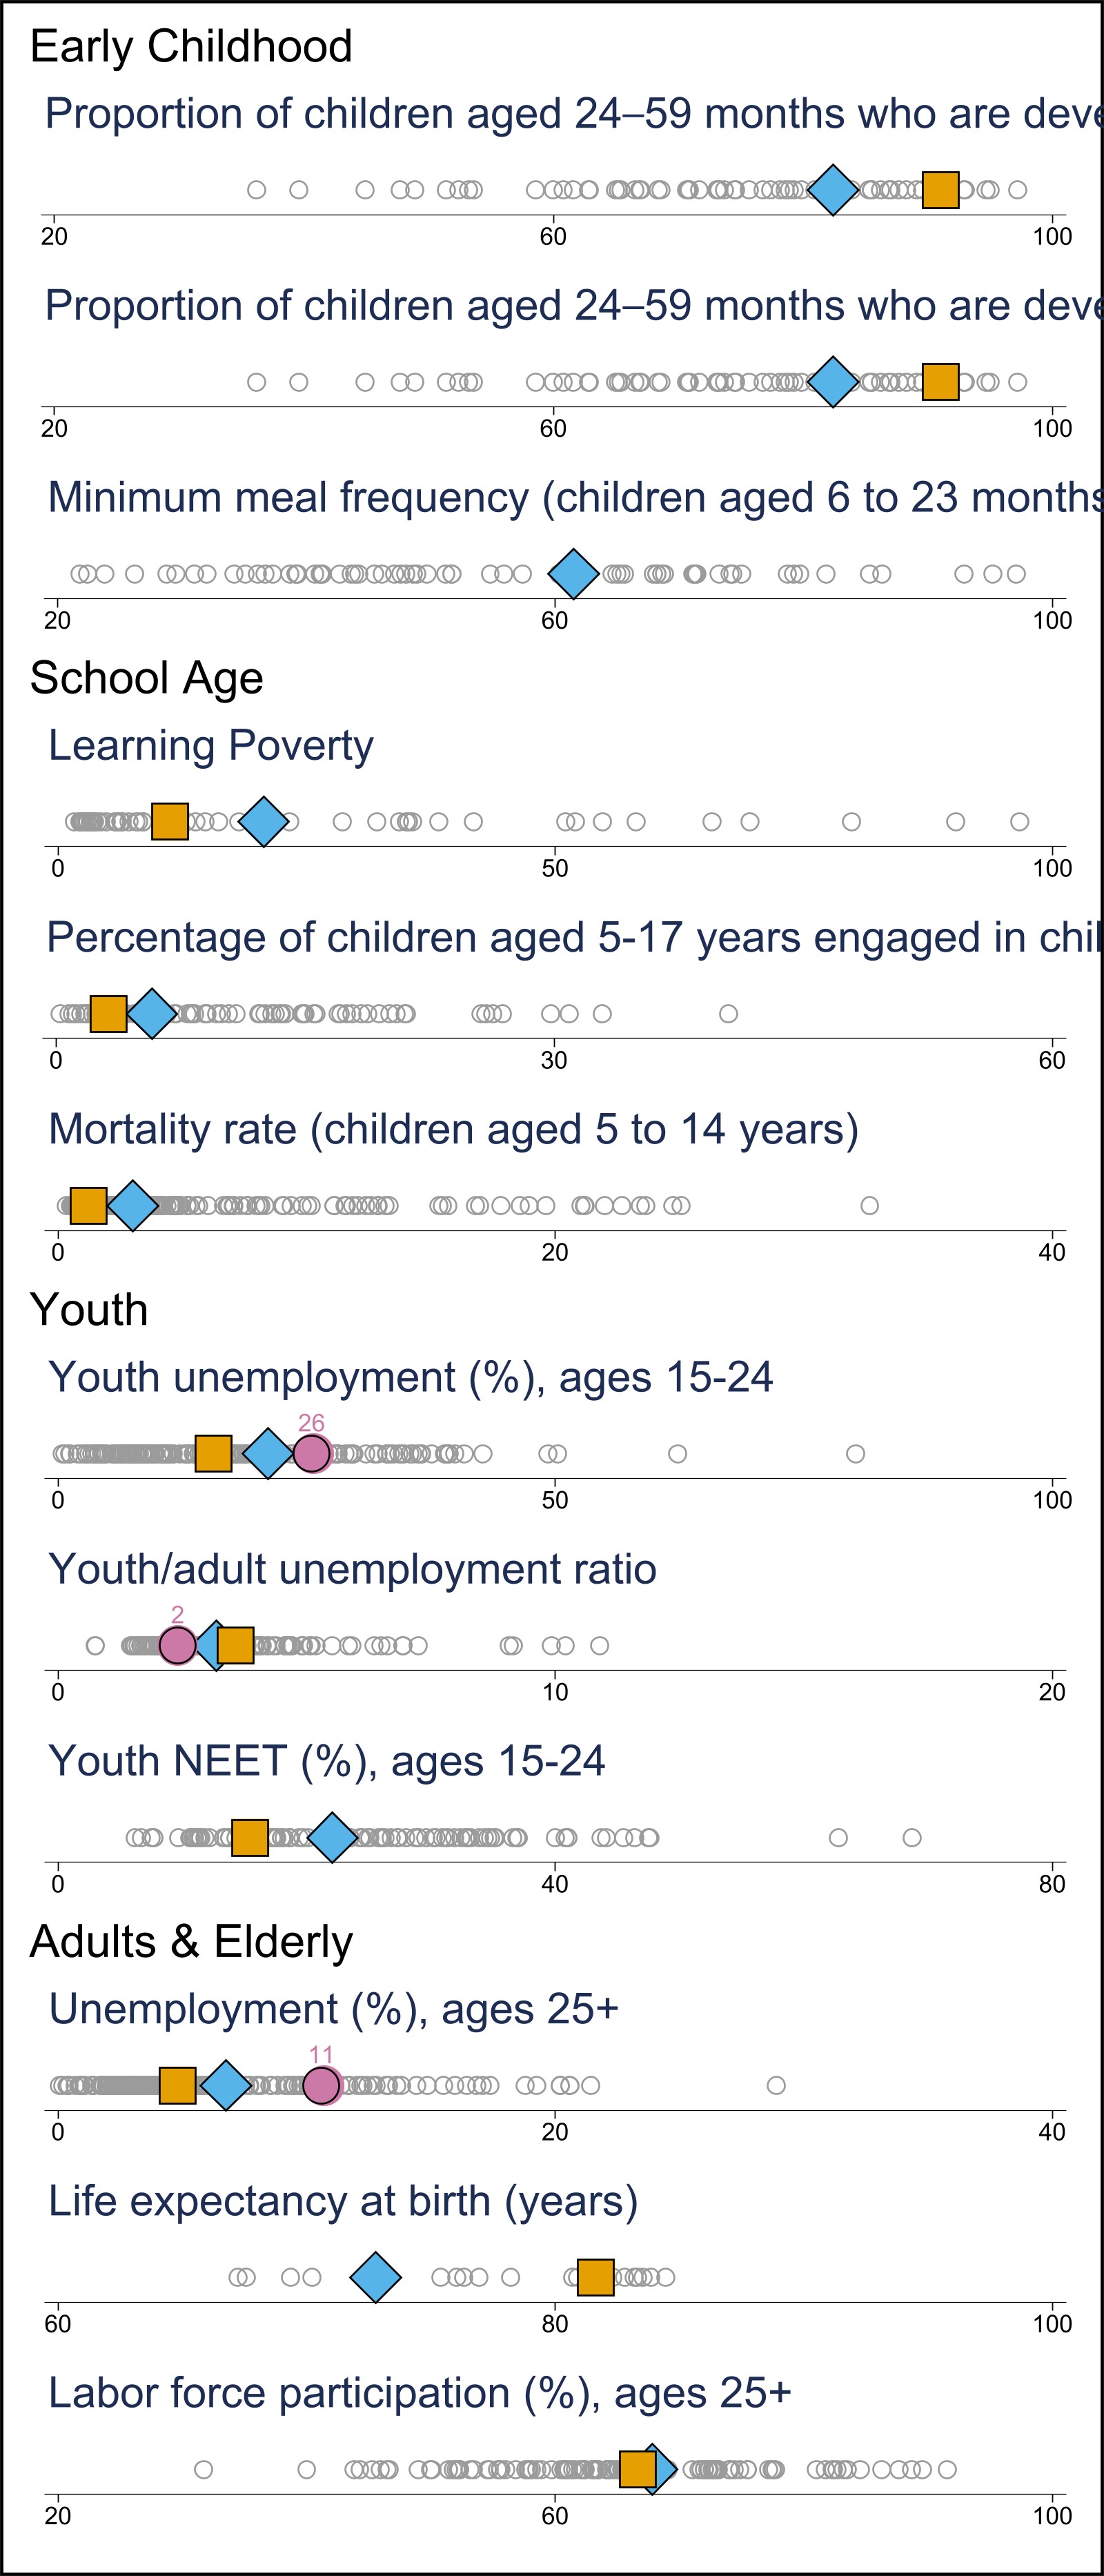 Early Childhood
Proportion of children aged 24–59 months who are deve
20 60 100
Proportion of children aged 24–59 months who are deve
20 60 100
Minimum meal frequency (children aged 6 to 23 months
20 60 100
School Age
Learning Poverty
0 50 100
Percentage of children aged 5-17 years engaged in chil
0 30 60
Mortality rate (children aged 5 to 14 years)
0 20 40
Youth
Youth unemployment (%), ages 15-24
26
0 50 100
Youth/adult unemployment ratio
2
0 10 20
Youth NEET (%), ages 15-24
0 40 80
Adults & Elderly
Unemployment (%), ages 25+
11
0 20 40
Life expectancy at birth (years)
60 80 100
Labor force participation (%), ages 25+
20 60 100